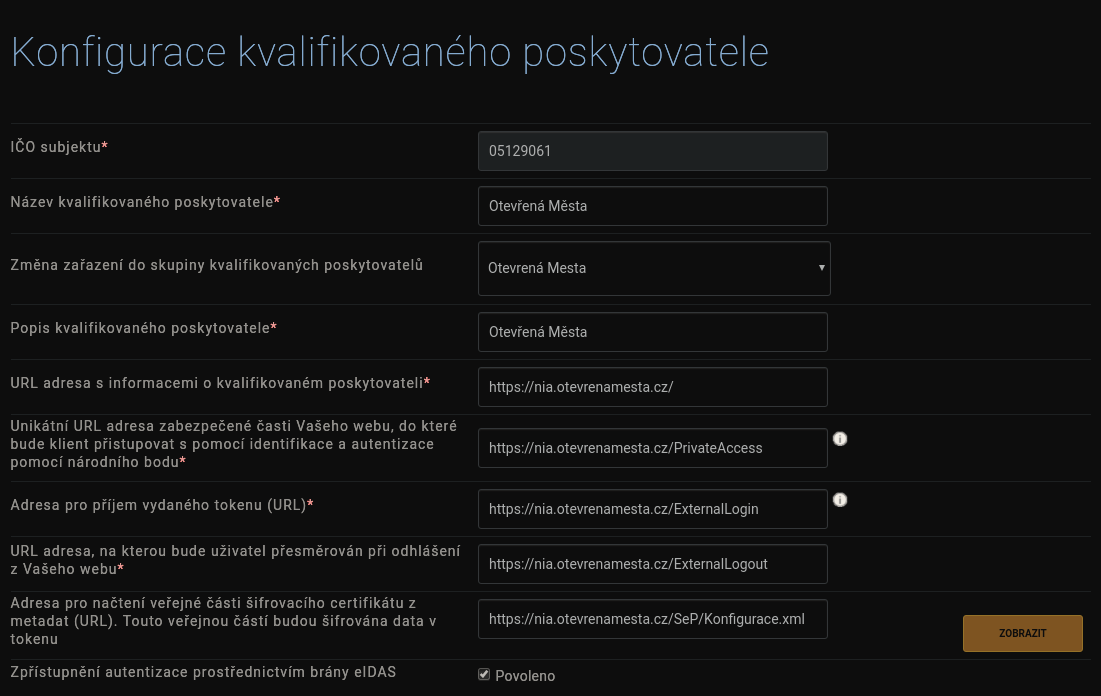 Konfigurace kvalifikovaného poskytovatele
IČO subjektu*
05129061
Název kvalifikovaného poskytovatele*
Otevřená Města
Změna zařazení do skupiny kvalifikovaných poskytovatelů
Otevrená Mesta
Popis kvalifikovaného poskytovatele*
Otevřená Města
URL adresa s informacemi o kvalifikovaném poskytovateli*
https://nia.otevrenamesta.cz/
Unikátní URL adresa zabezpečené časti Vašeho webu, do které
bude klient přistupovat s pomocí identifikace a autentizace
pomocí národního bodu*
https://nia.otevrenamesta.cz/PrivateAccess
Adresa pro příjem vydaného tokenu (URL)*
https://nia.otevrenamesta.cz/ExternalLogin
URL adresa, na kterou bude uživatel přesměrován při odhlášení
z Vašeho webu*
https://nia.otevrenamesta.cz/ExternalLogout
Adresa pro načtení veřejné části šifrovacího certifikátu z
metadat (URL). Touto veřejnou částí budou šifrována data v
tokenu
https://nia.otevrenamesta.cz/SeP/Konfigurace.xml
ZOBRAZIT
Zpřístupnění autentizace prostřednictvím brány eIDAS
Povoleno